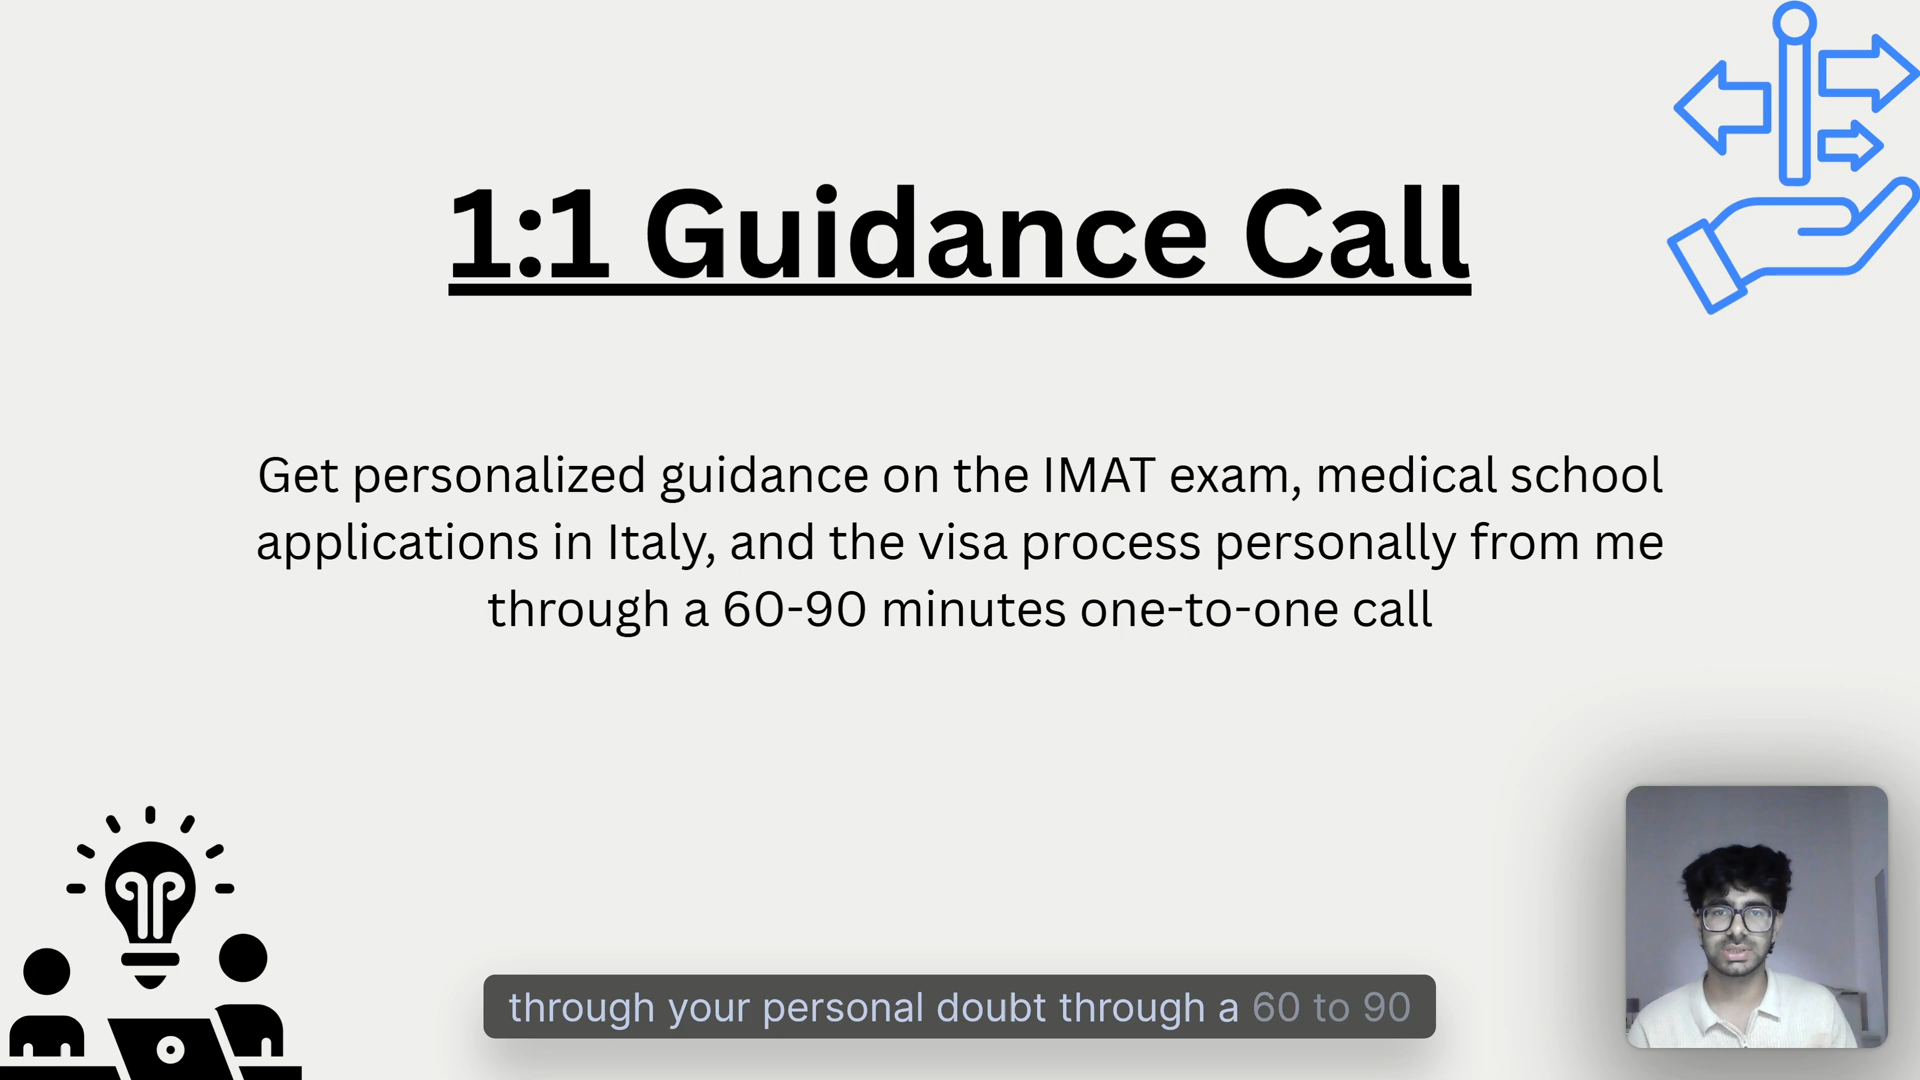 1:1 Guidance Call
Get personalized guidance on the IMAT exam, medical school
applications in Italy, and the visa process personally from me
through a 60-90 minutes one-to-one call
through your personal doubt through a 60 to 90